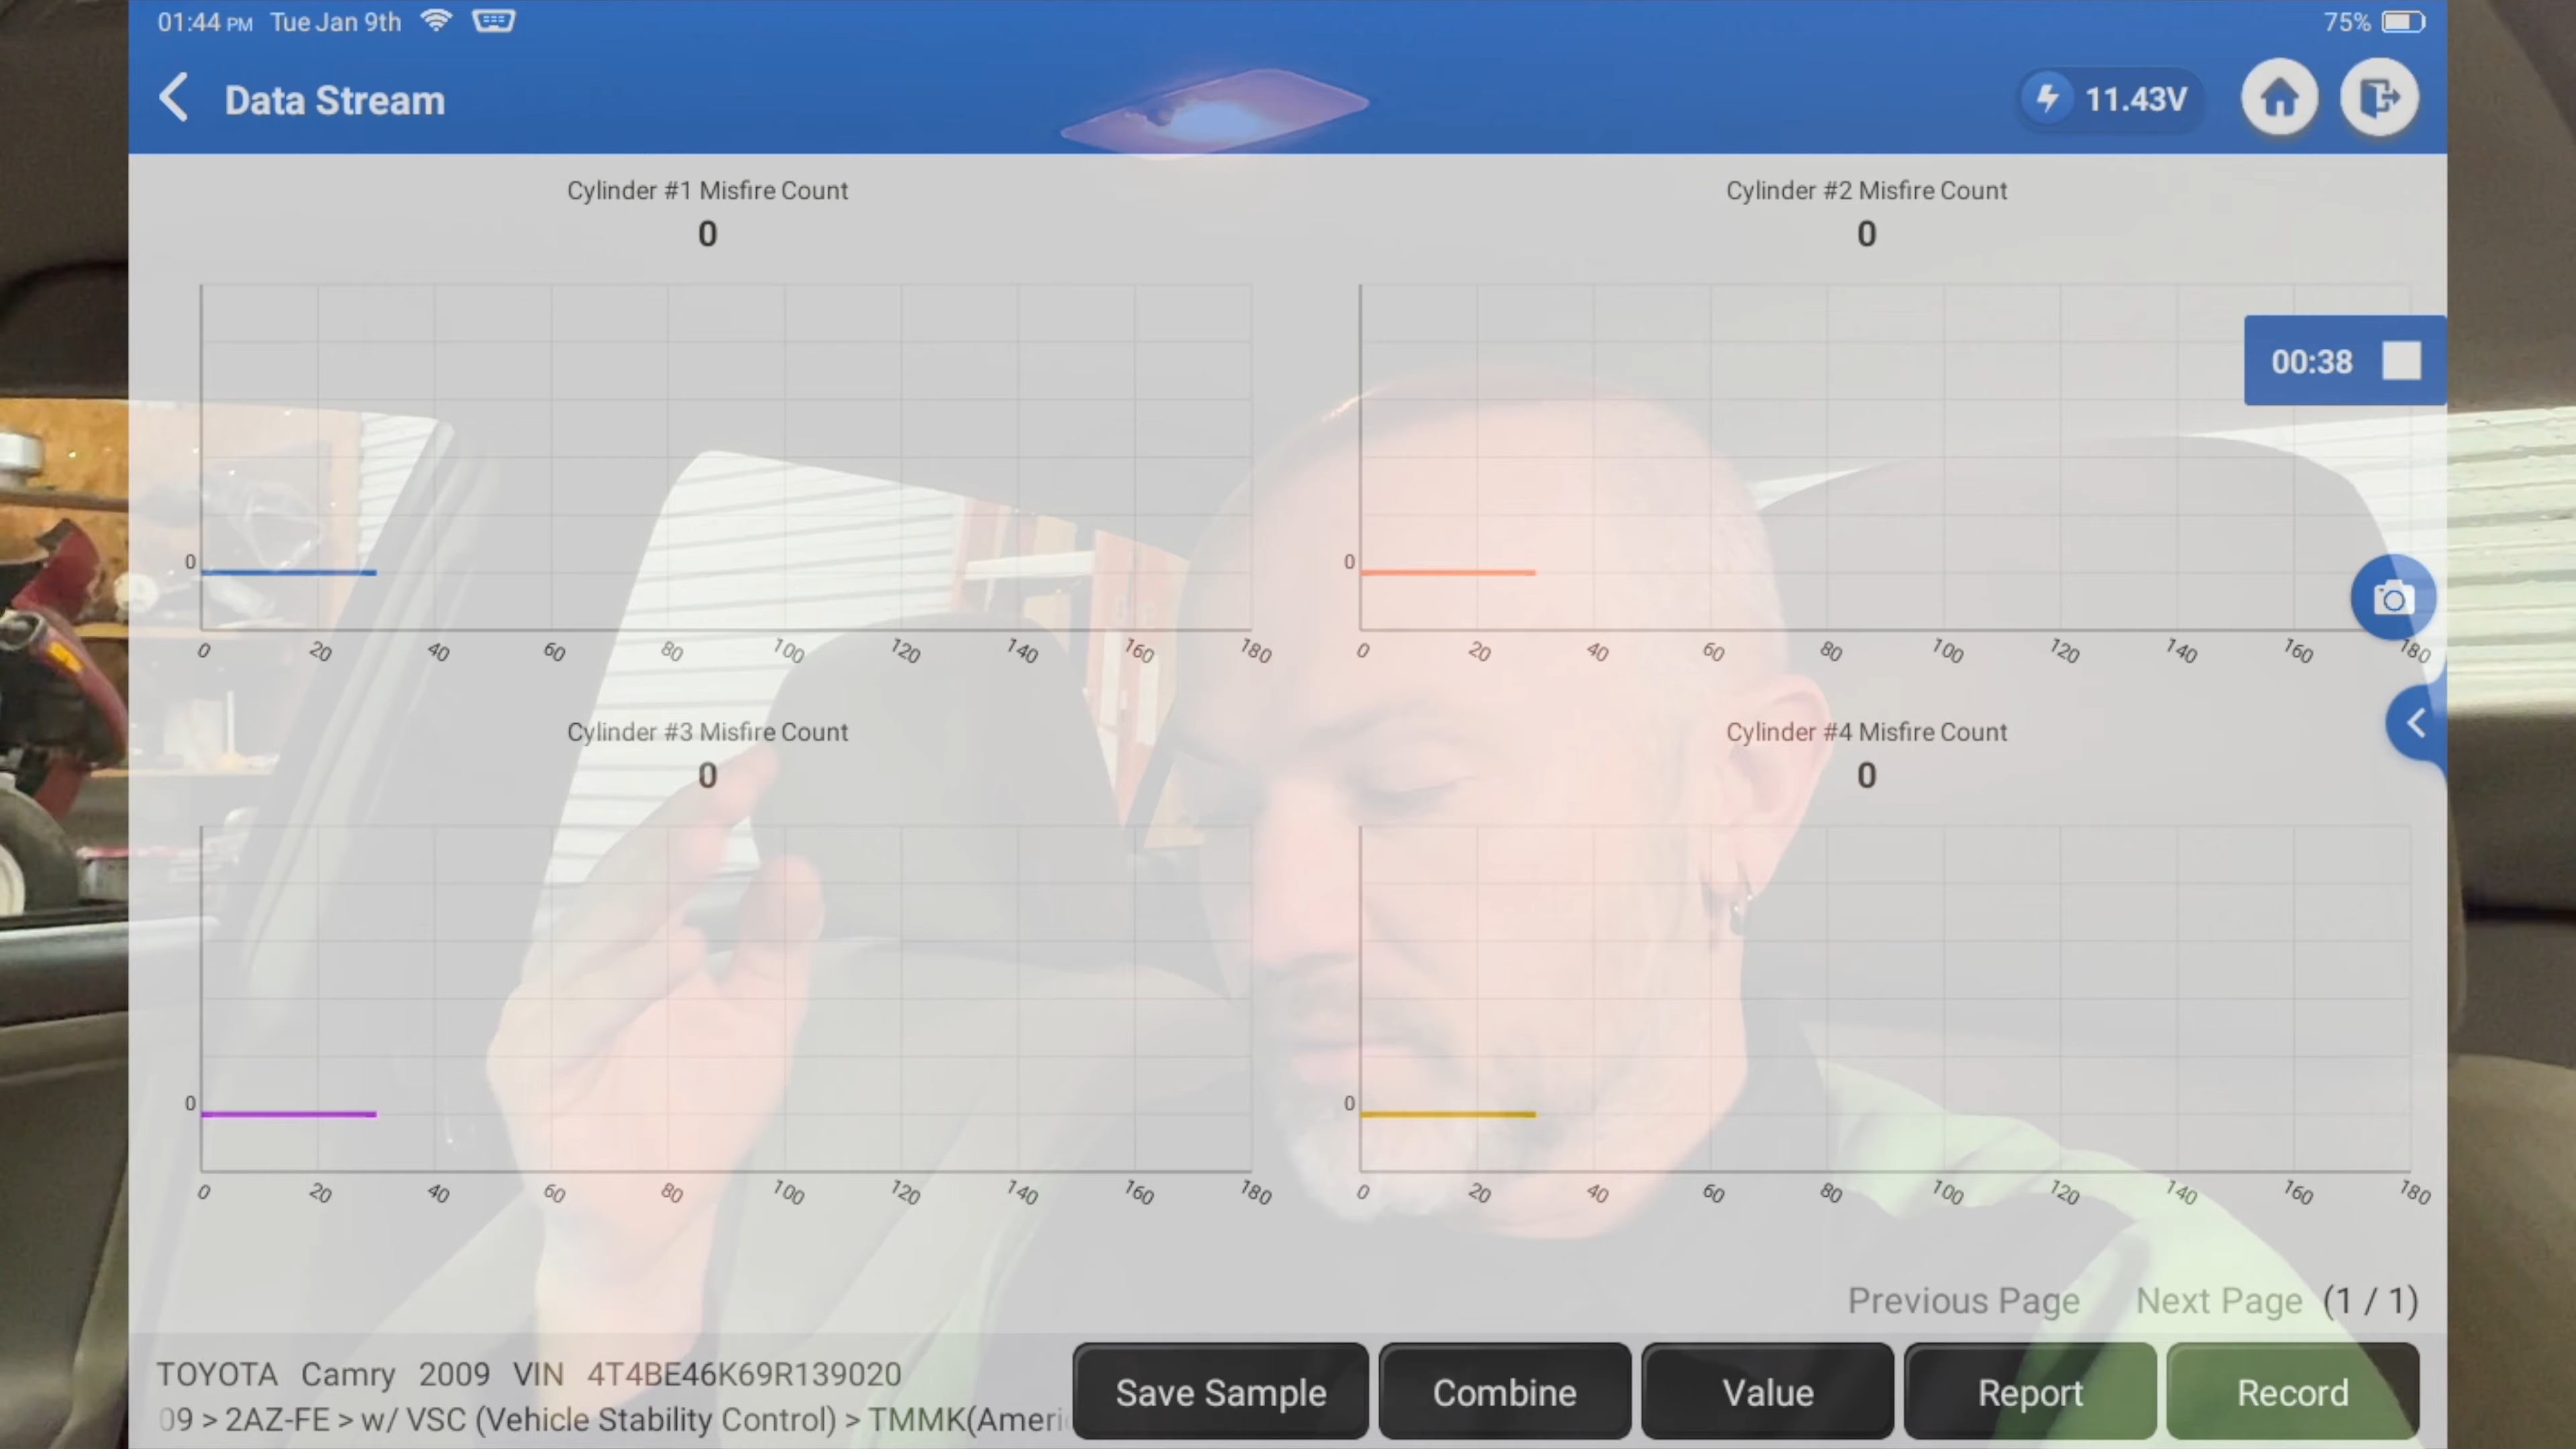 01:44 PM Tue Jan 9th 75%
Data Stream 11.43V
Cylinder #1 Misfire Count
0
0
0 20 40 60 80 100 120 140 160 180
Cylinder #2 Misfire Count
0
00:38
0
0 20 40 60 80 100 120 140 160 180
Cylinder #3 Misfire Count
0
0
0 20 40 60 80 100 120 140 160 180
Cylinder #4 Misfire Count
0
0
0 20 40 60 80 100 120 140 160 180
Previous Page Next Page (1 / 1)
TOYOTA Camry 2009 VIN 4T4BE46K69R139020
09 > 2AZ-FE > w/ VSC (Vehicle Stability Control) > TMMK(Ameri
Save Sample Combine Value Report Record